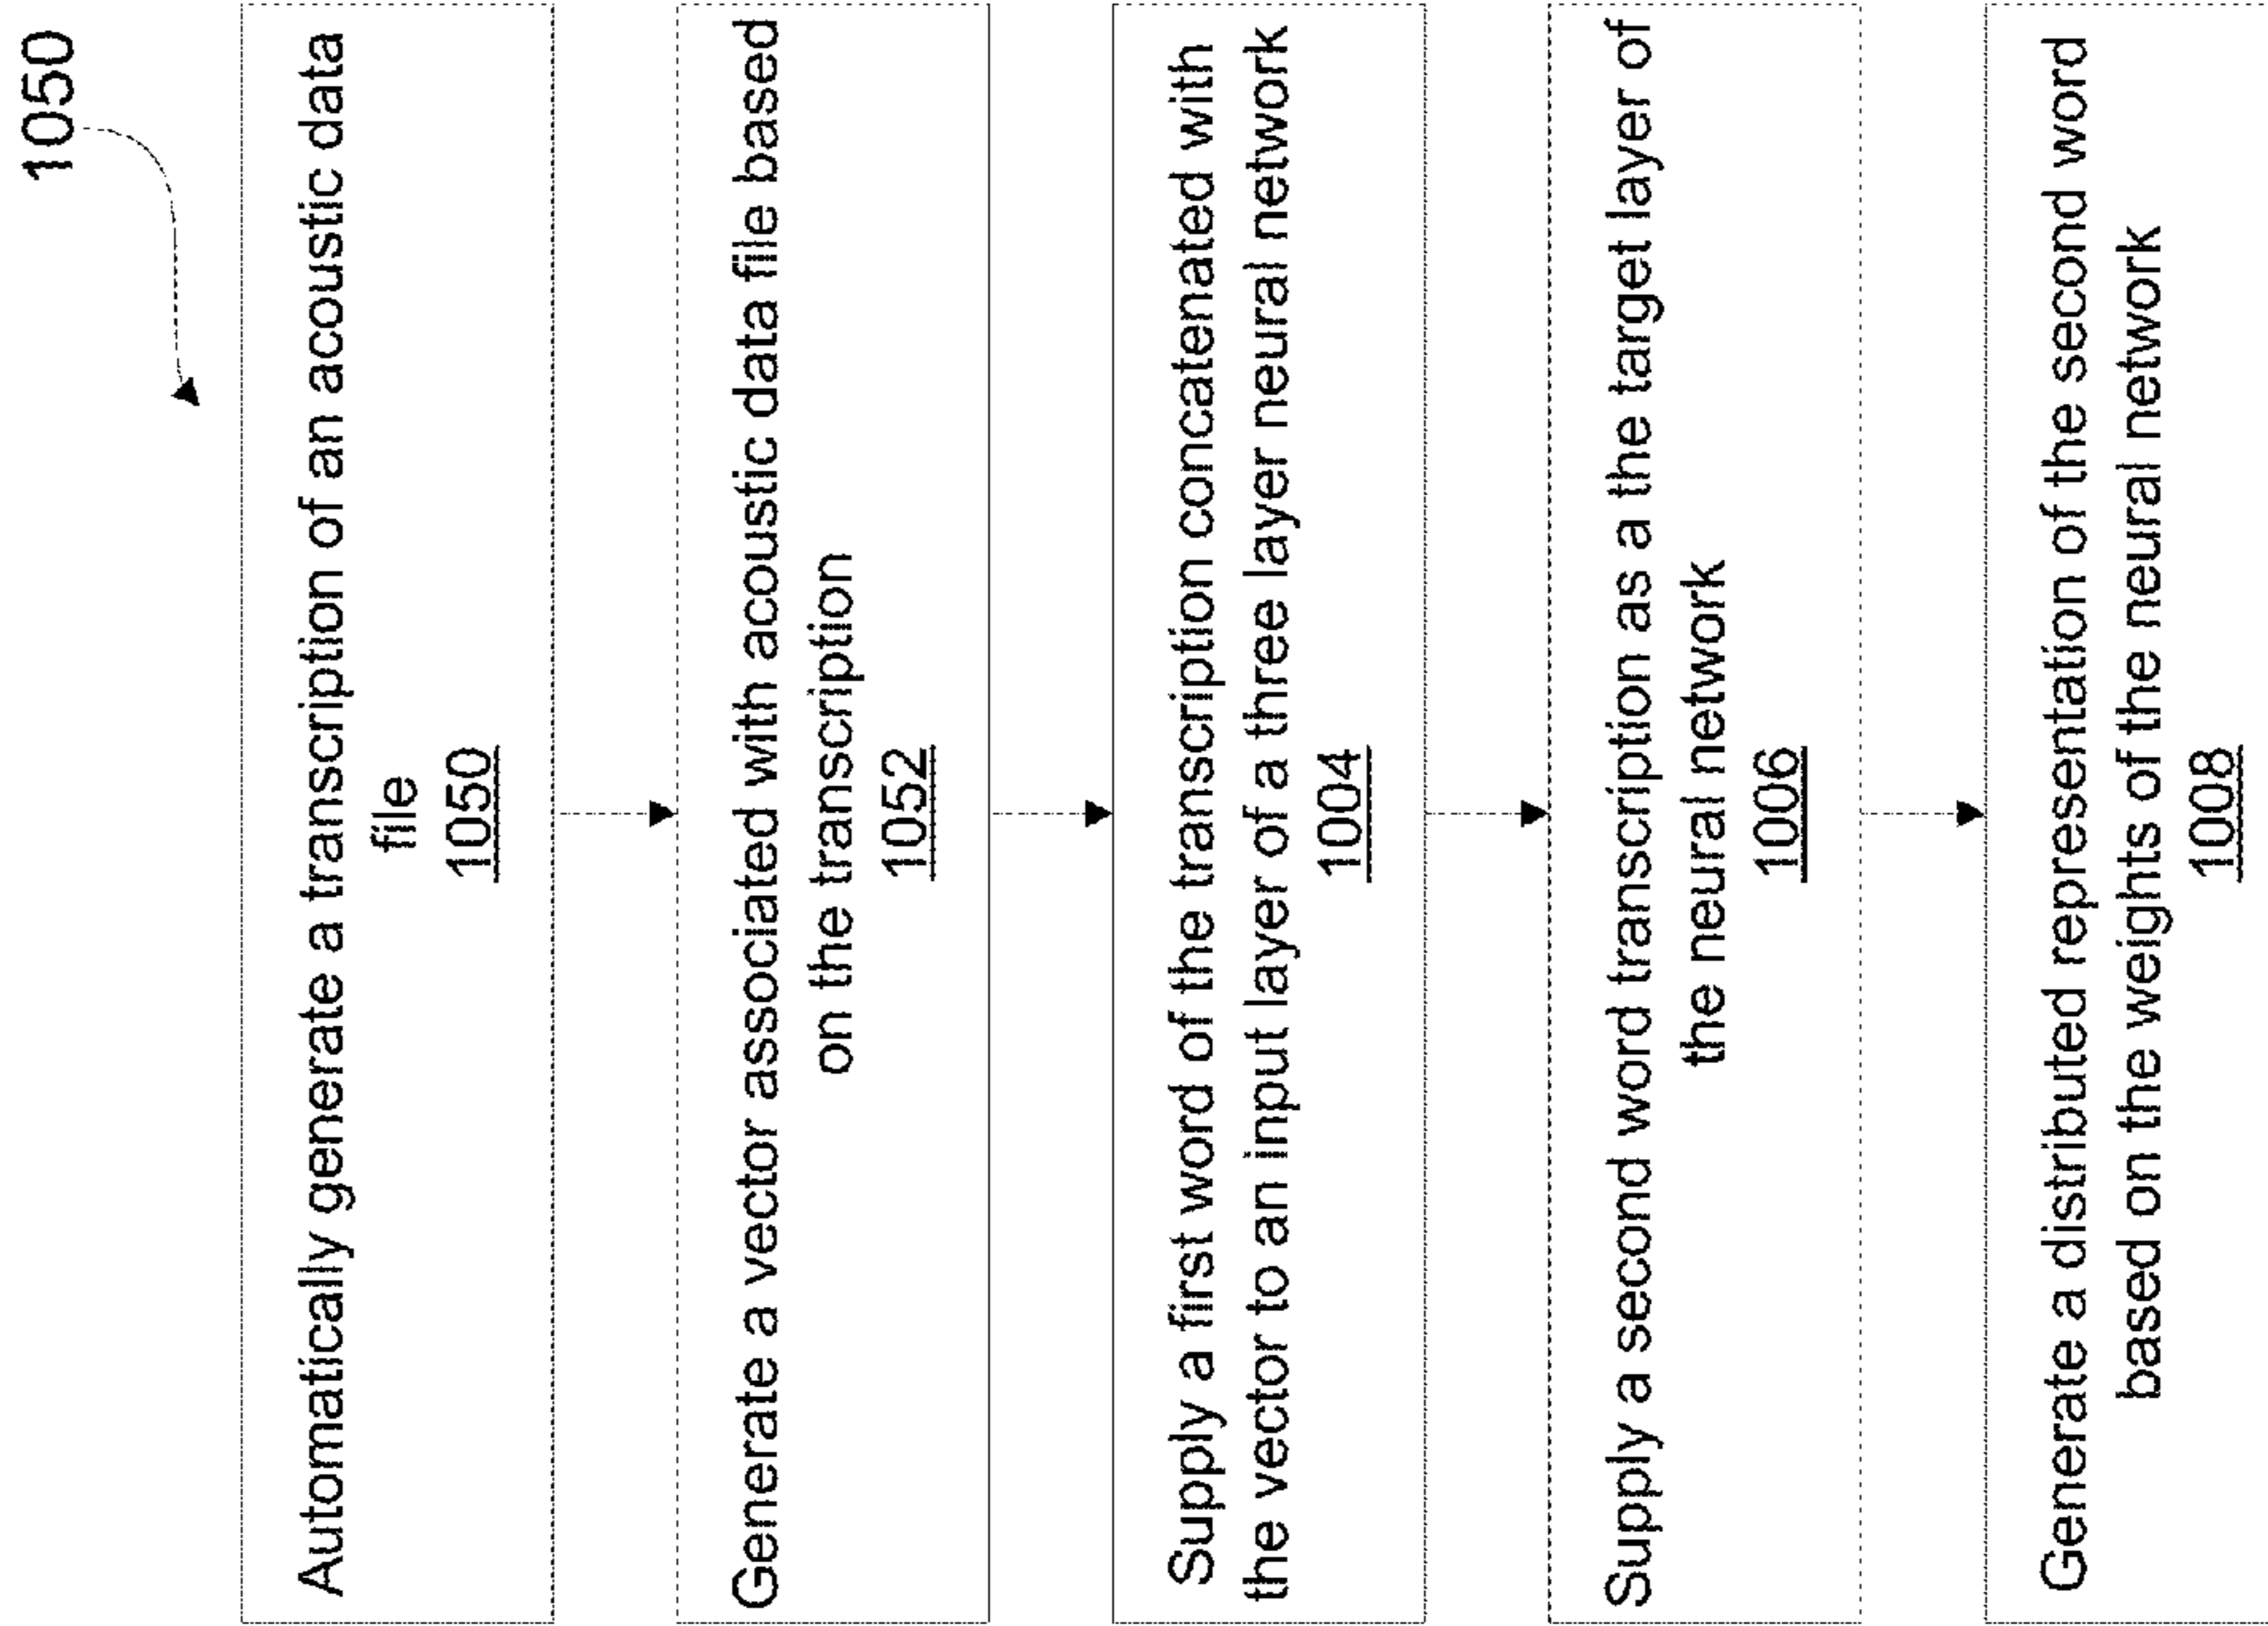 1050
Automatically generate a transcription of an acoustic data
file
1050
Generate a vector associated with acoustic data file based
on the transcription
1052
Supply a first word of the transcription concatenated with
the vector to an input layer of a three layer neural network
1004
Supply a second word transcription as a the target layer of
the neural network
1006
Generate a distributed representation of the second word
based on the weights of the neural network
1008